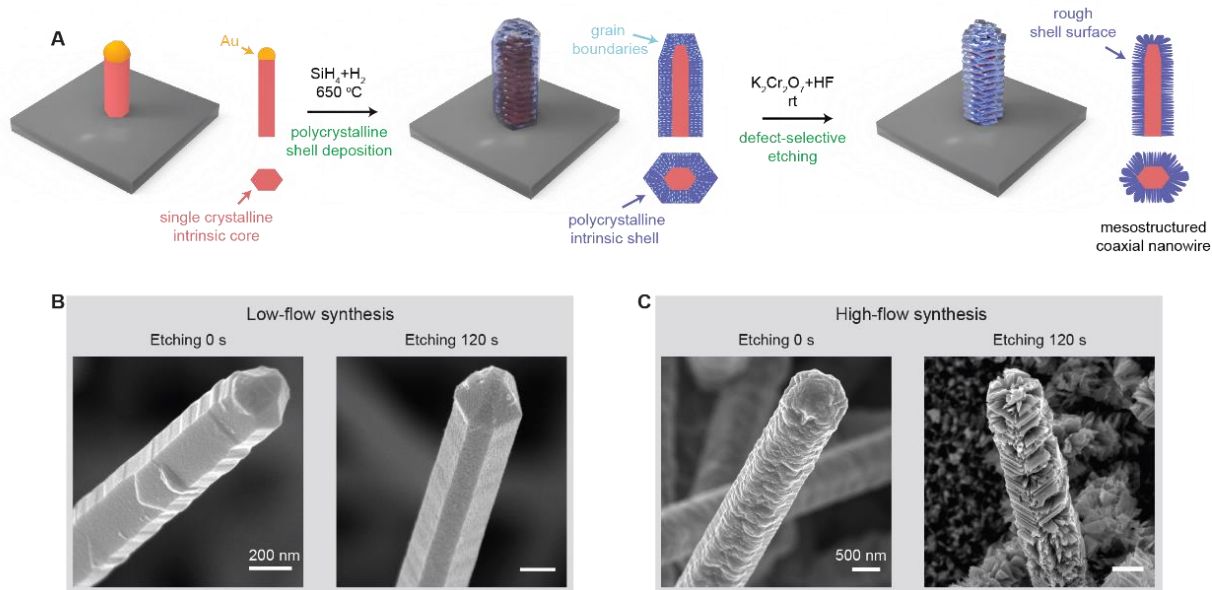 A
Au
SiH4+H2
650 ºC
polycrystalline
shell deposition
single crystalline
intrinsic core
grain
boundaries
polycrystalline
intrinsic shell
K2Cr2O7+HF
rt
defect-selective
etching
rough
shell surface
mesostructured
coaxial nanowire
B
Low-flow synthesis
Etching 0 s
Etching 120 s
200 nm
C
High-flow synthesis
Etching 0 s
Etching 120 s
500 nm